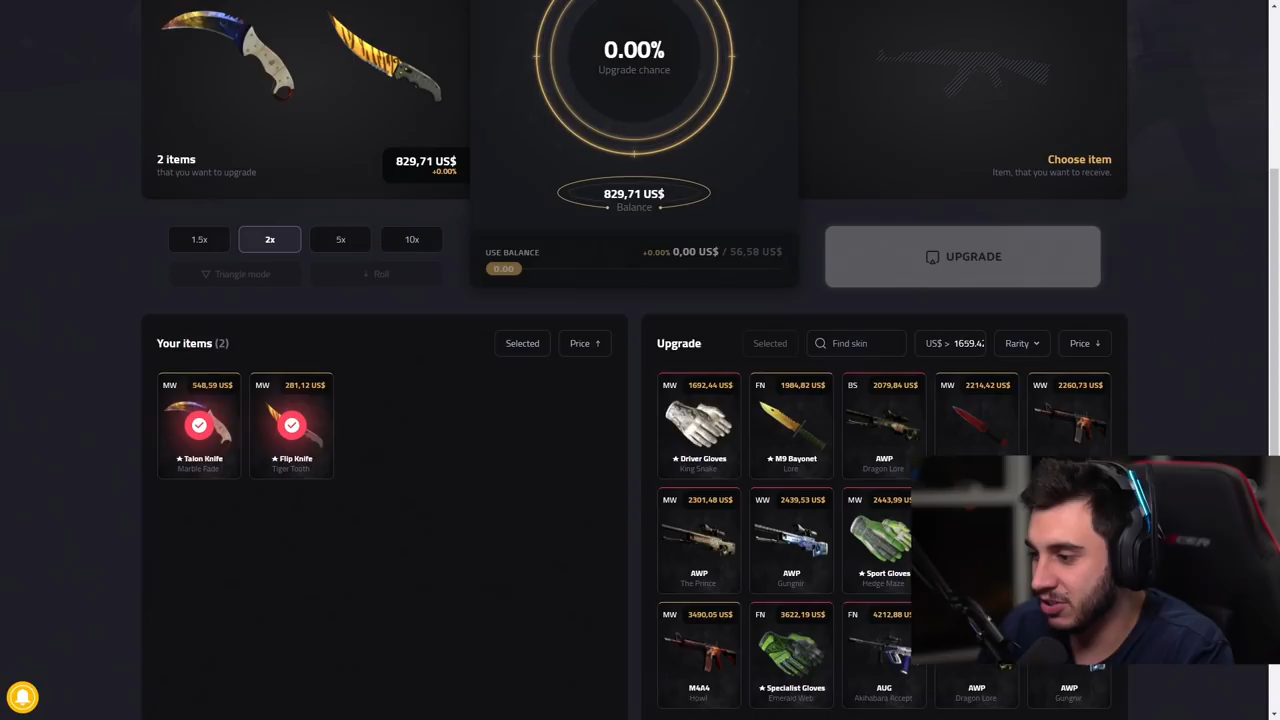 0.00%
Upgrade chance
2 items
that you want to upgrade
829,71 US$
+0.00%
Choose item
Item, that you want to receive.
829,71 US$
Balance
1.5x
2x
5x
10x
Triangle mode
Roll
USE BALANCE
+0.00% 0,00 US$ / 56,58 US$
0.00
UPGRADE
Your items (2)
Selected
Price ↑
MW 548,59 US$
★ Talon Knife
Marble Fade
MW 281,12 US$
★ Flip Knife
Tiger Tooth
Upgrade
Selected
Find skin
US$ > 1659.42
Rarity
Price ↓
MW 1692,44 US$
★ Driver Gloves
King Snake
FN 1984,82 US$
★ M9 Bayonet
Lore
BS 2079,84 US$
AWP
Dragon Lore
MW 2214,42 US$
WW 2260,73 US$
MW 2301,48 US$
AWP
The Prince
WW 2439,53 US$
AWP
Gungnir
MW 2443,99 US$
★ Sport Gloves
Hedge Maze
MW 3490,05 US$
M4A4
Howl
FN 3622,19 US$
★ Specialist Gloves
Emerald Web
FN 4212,88 US$
AUG
Akihabara Accept
AWP
Dragon Lore
AWP
Gungnir